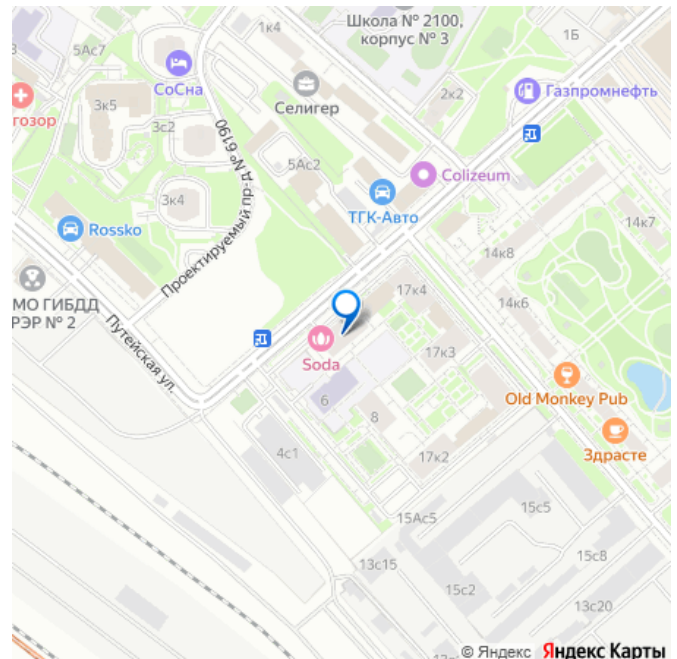 1к4
Школа № 2100,
корпус № 3
1Б
5Ас7
СоСна
3
2к2
Газпромнефть
гозор
3к5
Селигер
3с2
5Ас2
Colizeum
3к4
ТГК-Авто
14к7
Rossko
Проектируемый пр-д № 6190
14к8
МО ГИБДД
РЭР № 2
17к4
14к6
Путейская ул.
Soda
17к3
Old Monkey Pub
6
8
Здрасте
4с1
17к2
15с5
15Ас5
13с15
15с8
15с2
13с20
© Яндекс Яндекс Карты